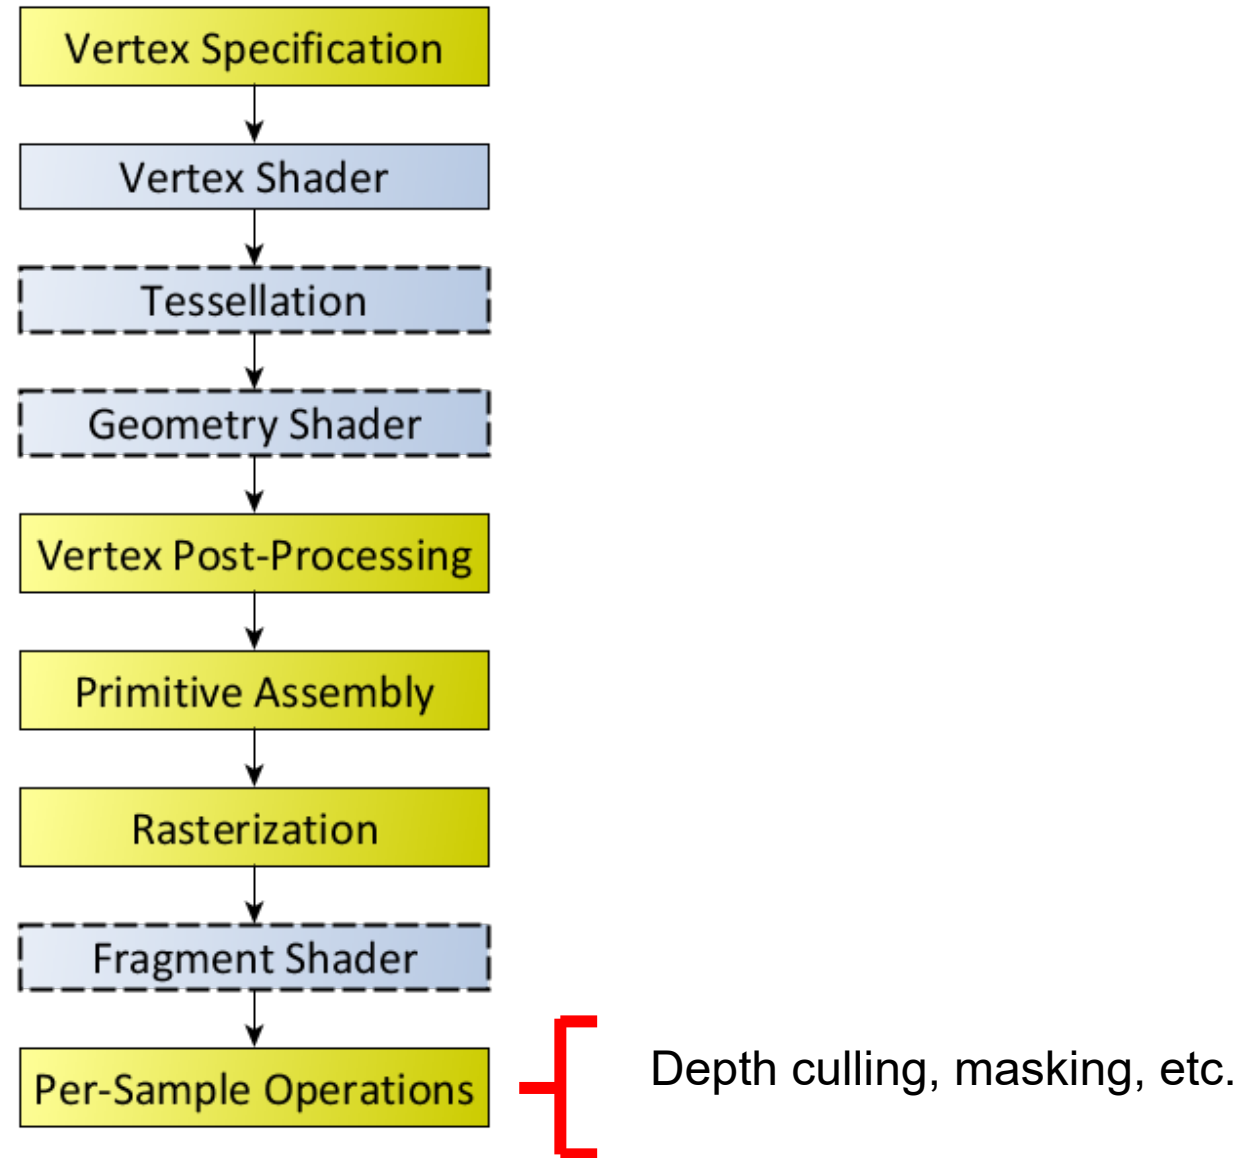 Vertex Specification
Vertex Shader
Tessellation
Geometry Shader
Vertex Post-Processing
Primitive Assembly
Rasterization
Fragment Shader
Per-Sample Operations
Depth culling, masking, etc.